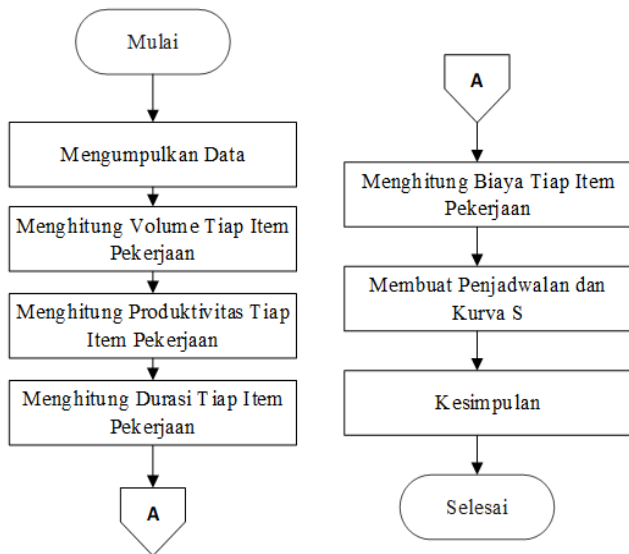 Mulai
Mengumpulkan Data
Menghitung Volume Tiap Item
Pekerjaan
Menghitung Produktivitas Tiap
Item Pekerjaan
Menghitung Durasi Tiap Item
Pekerjaan
A
A
Menghitung Biaya Tiap Item
Pekerjaan
Membuat Penjadwalan dan
Kurva S
Kesimpulan
Selesai